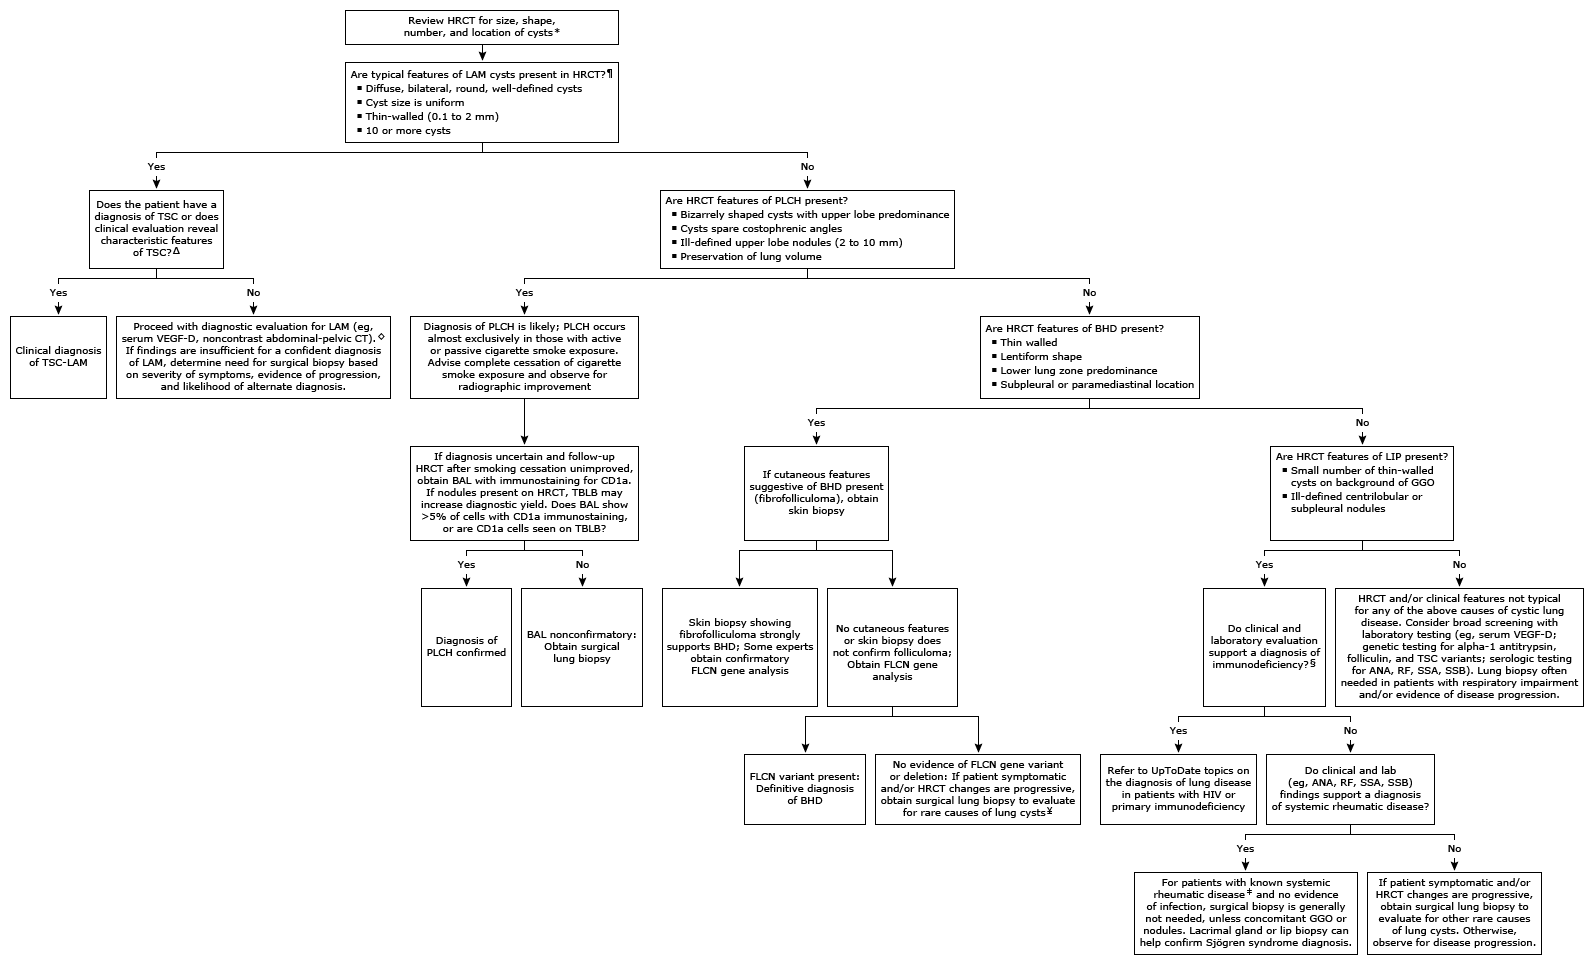 Review HRCT for size, shape,
number, and location of cysts*
Are typical features of LAM cysts present in HRCT?¶
▪ Diffuse, bilateral, round, well-defined cysts
▪ Cyst size is uniform
▪ Thin-walled (0.1 to 2 mm)
▪ 10 or more cysts
Yes
No
Does the patient have a
diagnosis of TSC or does
clinical evaluation reveal
characteristic features
of TSC?Δ
Are HRCT features of PLCH present?
▪ Bizarrely shaped cysts with upper lobe predominance
▪ Cysts spare costophrenic angles
▪ Ill-defined upper lobe nodules (2 to 10 mm)
▪ Preservation of lung volume
Yes
No
Yes
No
Clinical diagnosis
of TSC-LAM
Proceed with diagnostic evaluation for LAM (eg,
serum VEGF-D, noncontrast abdominal-pelvic CT).◇
If findings are insufficient for a confident diagnosis
of LAM, determine need for surgical biopsy based
on severity of symptoms, evidence of progression,
and likelihood of alternate diagnosis.
Diagnosis of PLCH is likely; PLCH occurs
almost exclusively in those with active
or passive cigarette smoke exposure.
Advise complete cessation of cigarette
smoke exposure and observe for
radiographic improvement
Are HRCT features of BHD present?
▪ Thin walled
▪ Lentiform shape
▪ Lower lung zone predominance
▪ Subpleural or paramediastinal location
Yes
No
If diagnosis uncertain and follow-up
HRCT after smoking cessation unimproved,
obtain BAL with immunostaining for CD1a.
If nodules present on HRCT, TBLB may
increase diagnostic yield. Does BAL show
>5% of cells with CD1a immunostaining,
or are CD1a cells seen on TBLB?
If cutaneous features
suggestive of BHD present
(fibrofolliculoma), obtain
skin biopsy
Are HRCT features of LIP present?
▪ Small number of thin-walled
cysts on background of GGO
▪ Ill-defined centrilobular or
subpleural nodules
Yes
No
Yes
No
Diagnosis of
PLCH confirmed
BAL nonconfirmatory:
Obtain surgical
lung biopsy
Skin biopsy showing
fibrofolliculoma strongly
supports BHD; Some experts
obtain confirmatory
FLCN gene analysis
No cutaneous features
or skin biopsy does
not confirm folliculoma;
Obtain FLCN gene
analysis
Do clinical and
laboratory evaluation
support a diagnosis of
immunodeficiency?§
HRCT and/or clinical features not typical
for any of the above causes of cystic lung
disease. Consider broad screening with
laboratory testing (eg, serum VEGF-D;
genetic testing for alpha-1 antitrypsin,
folliculin, and TSC variants; serologic testing
for ANA, RF, SSA, SSB). Lung biopsy often
needed in patients with respiratory impairment
and/or evidence of disease progression.
Yes
No
FLCN variant present:
Definitive diagnosis
of BHD
No evidence of FLCN gene variant
or deletion: If patient symptomatic
and/or HRCT changes are progressive,
obtain surgical lung biopsy to evaluate
for rare causes of lung cysts¥
Refer to UpToDate topics on
the diagnosis of lung disease
in patients with HIV or
primary immunodeficiency
Do clinical and lab
(eg, ANA, RF, SSA, SSB)
findings support a diagnosis
of systemic rheumatic disease?
Yes
No
For patients with known systemic
rheumatic disease‡ and no evidence
of infection, surgical biopsy is generally
not needed, unless concomitant GGO or
nodules. Lacrimal gland or lip biopsy can
help confirm Sjögren syndrome diagnosis.
If patient symptomatic and/or
HRCT changes are progressive,
obtain surgical lung biopsy to
evaluate for other rare causes
of lung cysts. Otherwise,
observe for disease progression.